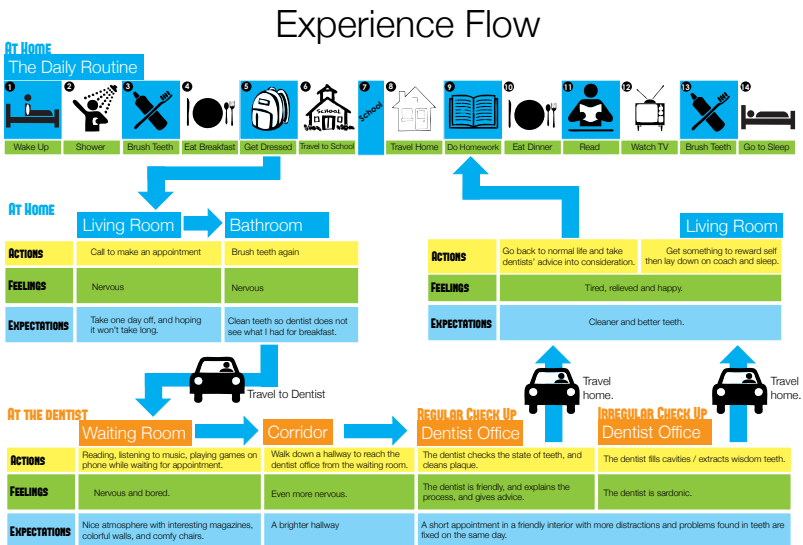 Experience Flow
At Home
The Daily Routine
1 2 3 4 5 6 7 8 9 10 11 12 13 14
School
School
Wake Up Shower Brush Teeth Eat Breakfast Get Dressed Travel to School Travel Home Do Homework Eat Dinner Read Watch TV Brush Teeth Go to Sleep
At Home
Living Room Bathroom
Actions Call to make an appointment Brush teeth again
Feelings Nervous Nervous
Expectations
Take one day off, and hoping
it won't take long.
Clean teeth so dentist does not
see what I had for breakfast.
Living Room
Actions
Go back to normal life and take
dentists' advice into consideration.
Get something to reward self
then lay down on coach and sleep.
Feelings Tired, relieved and happy.
Expectations Cleaner and better teeth.
Travel to Dentist
Travel
home.
Travel
home.
At the dentist
Waiting Room Corridor
Regular Check Up
Dentist Office
Irregular Check Up
Dentist Office
Actions
Reading, listening to music, playing games on
phone while waiting for appointment.
Walk down a hallway to reach the
dentist office from the waiting room.
The dentist checks the state of teeth, and
cleans plaque.
The dentist fills cavities / extracts wisdom teeth.
Feelings
Nervous and bored.
Even more nervous.
The dentist is friendly, and explains the
process, and gives advice.
The dentist is sardonic.
Expectations
Nice atmosphere with interesting magazines,
colorful walls, and comfy chairs.
A brighter hallway
A short appointment in a friendly interior with more distractions and problems found in teeth are
fixed on the same day.